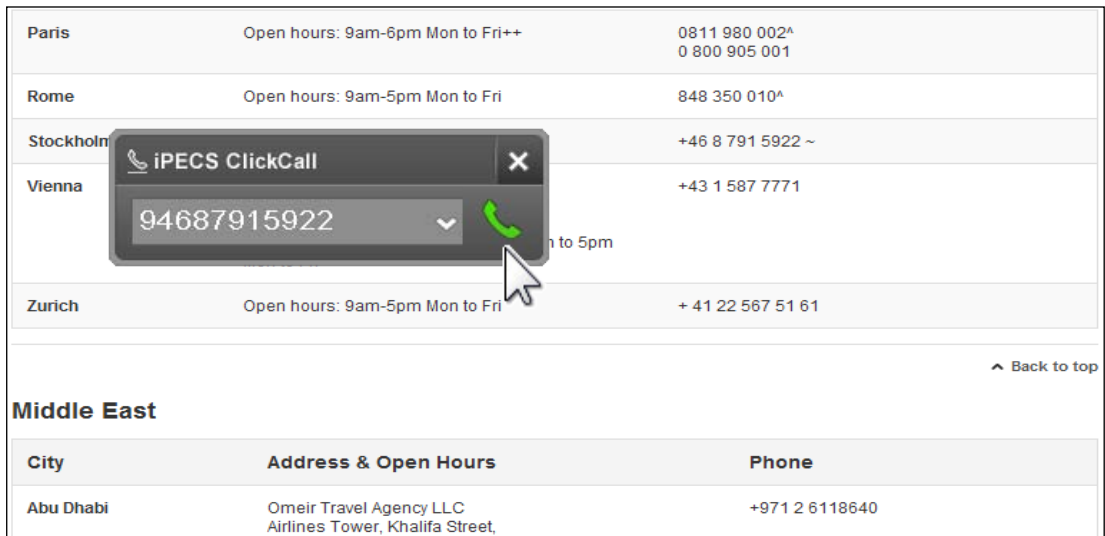 Paris Open hours: 9am-6pm Mon to Fri++ 0811 980 002^
0 800 905 001
Rome Open hours: 9am-5pm Mon to Fri 848 350 010^
Stockholm +46 8 791 5922 ~
iPECS ClickCall
Vienna +43 1 587 7771
94687915922
to 5pm
Zurich Open hours: 9am-5pm Mon to Fri + 41 22 567 51 61
Back to top
Middle East
City Address & Open Hours Phone
Abu Dhabi Omeir Travel Agency LLC +971 2 6118640
Airlines Tower, Khalifa Street,